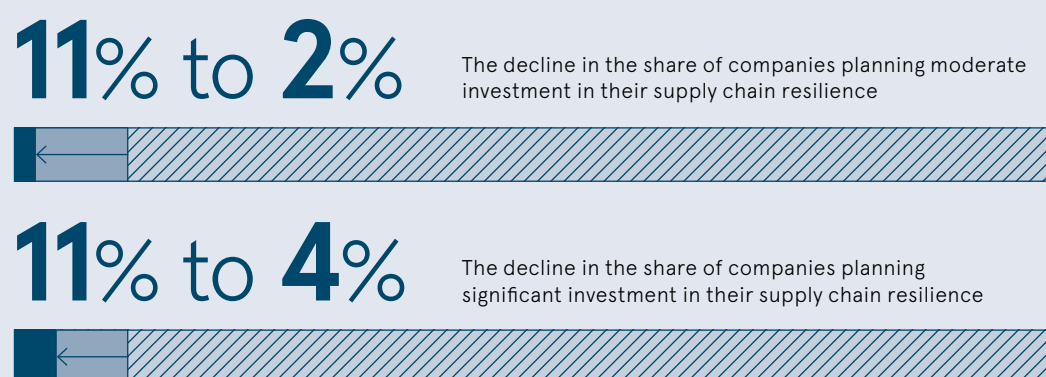 11% to 2%
The decline in the share of companies planning moderate
investment in their supply chain resilience
11% to 4%
The decline in the share of companies planning
significant investment in their supply chain resilience